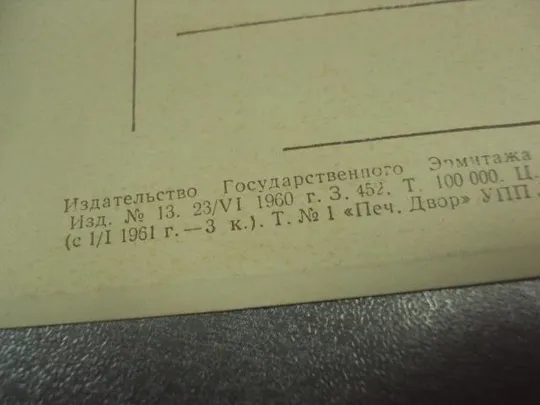 Издательство Государственного Эрмитажа
Изд. № 13. 23/VI 1960 г. З. 452. Т. 100 000. Ц.
(с 1/I 1961 г. — 3 к.). Т. № 1 «Печ. Двор» УПП